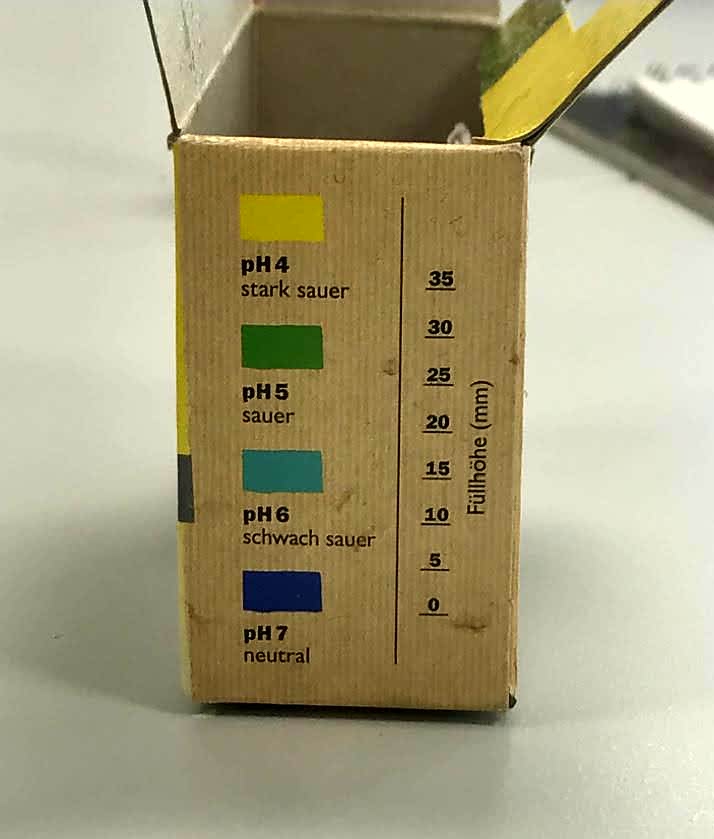 pH 4
stark sauer
pH 5
sauer
pH 6
schwach sauer
pH 7
neutral
35
30
25
20
15
10
5
0
Füllhöhe (mm)